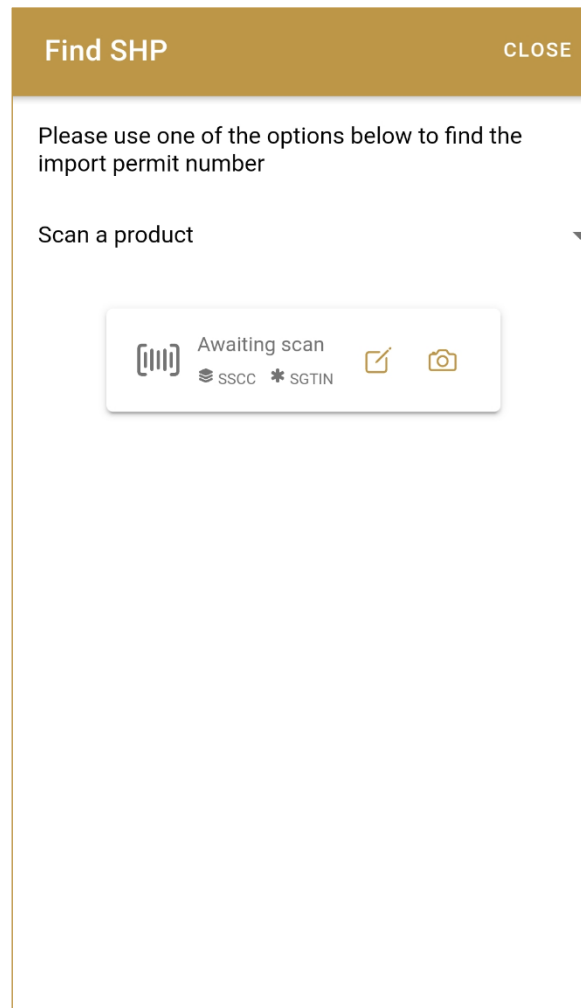 Find SHP CLOSE
Please use one of the options below to find the
import permit number
Scan a product
Awaiting scan
SSCC SGTIN